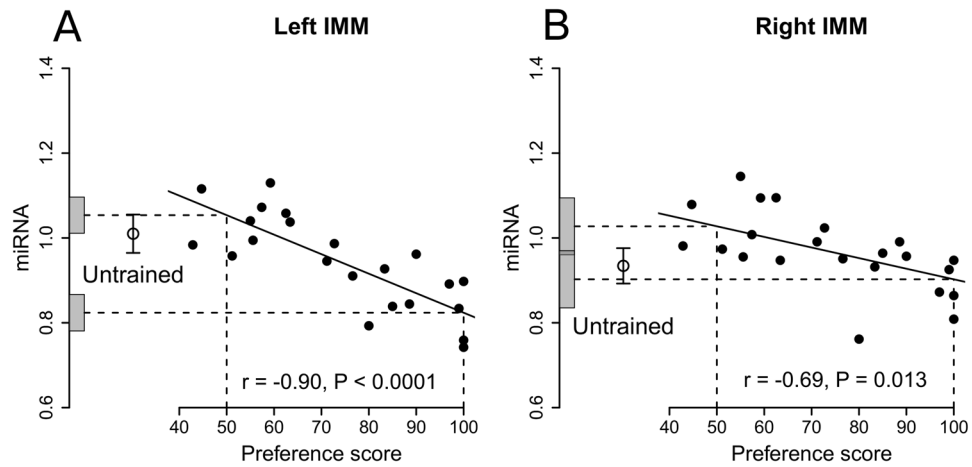 A
Left IMM
miRNA
1.4
1.2
1.0
0.8
0.6
Untrained
r = -0.90, P < 0.0001
40 50 60 70 80 90 100
Preference score
B
Right IMM
miRNA
1.4
1.2
1.0
0.8
0.6
Untrained
r = -0.69, P = 0.013
40 50 60 70 80 90 100
Preference score